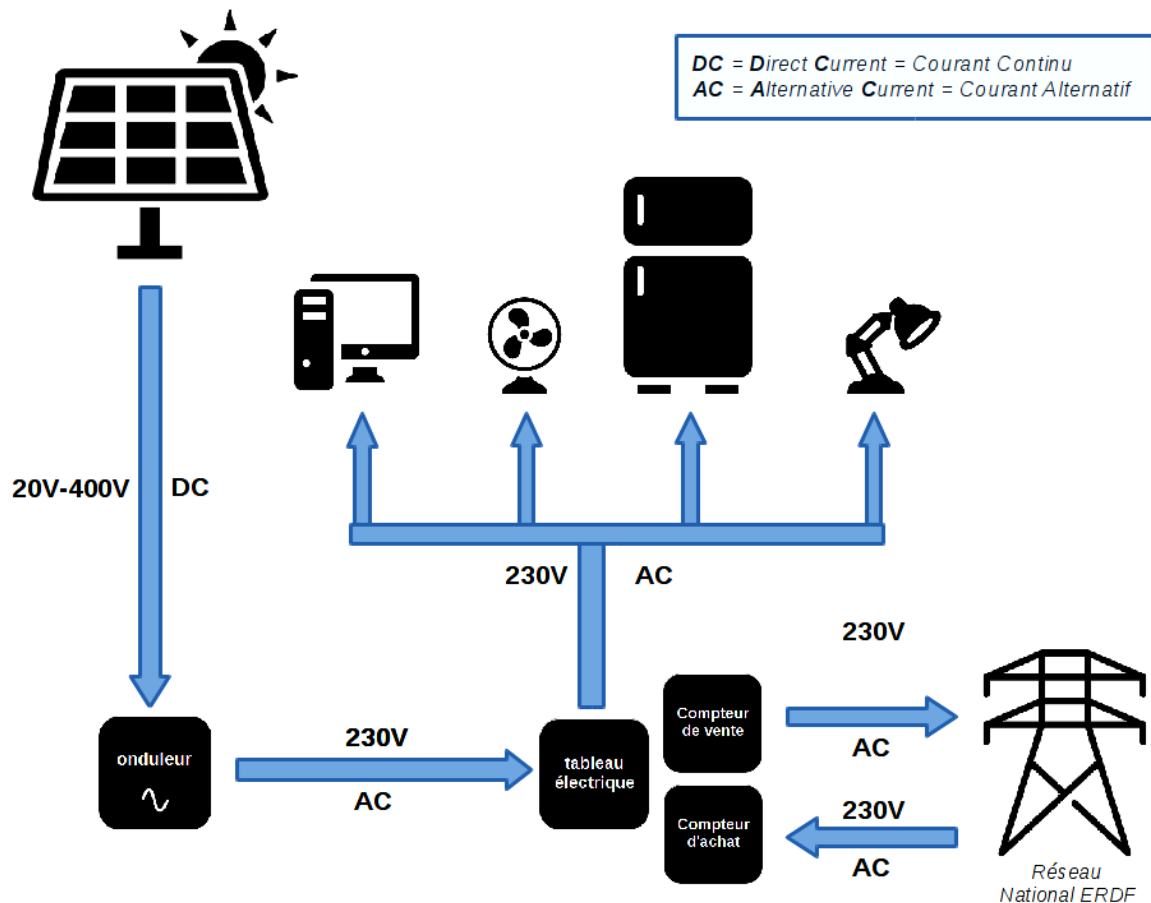 DC = Direct Current = Courant Continu
AC = Alternative Current = Courant Alternatif
20V-400V
DC
230V
AC
230V
onduleur
230V
AC
tableau
électrique
Compteur
de vente
AC
Compteur
d'achat
230V
AC
Réseau
National ERDF